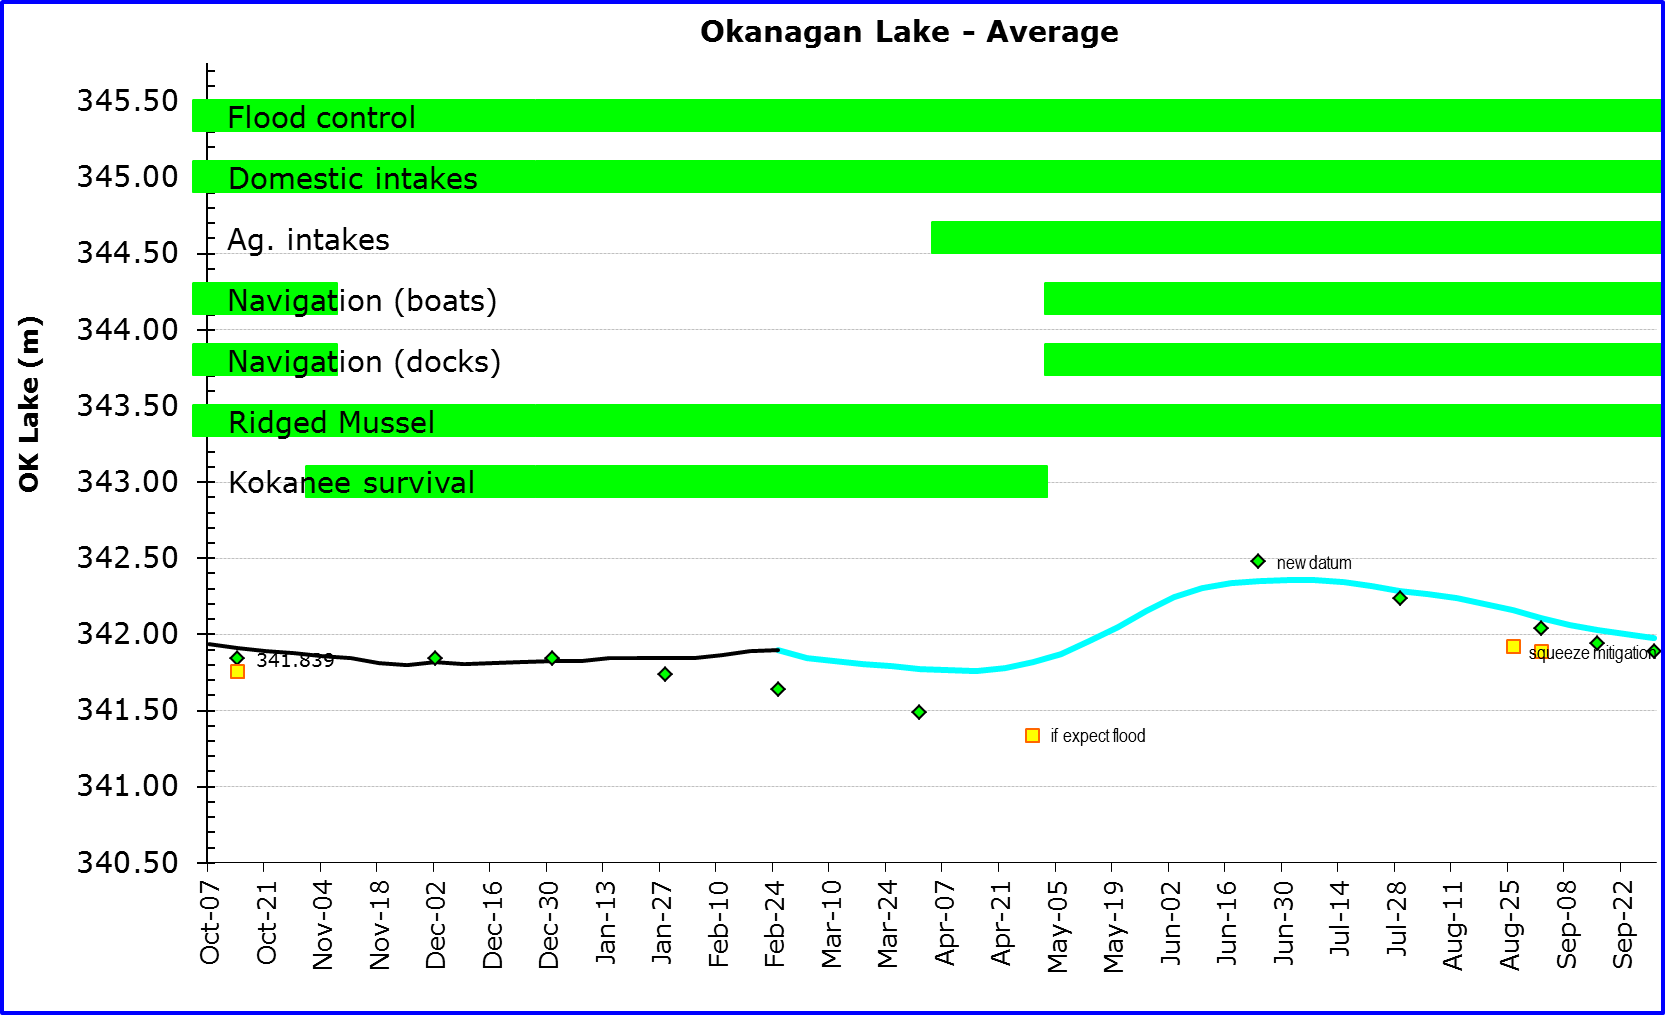 Okanagan Lake - Average
OK Lake (m)
345.50
345.00
344.50
344.00
343.50
343.00
342.50
342.00
341.50
341.00
340.50
Flood control
Domestic intakes
Ag. intakes
Navigation (boats)
Navigation (docks)
Ridged Mussel
Kokanee survival
new datum
341.839
squeeze mitigation
if expect flood
Oct-07
Oct-21
Nov-04
Nov-18
Dec-02
Dec-16
Dec-30
Jan-13
Jan-27
Feb-10
Feb-24
Mar-10
Mar-24
Apr-07
Apr-21
May-05
May-19
Jun-02
Jun-16
Jun-30
Jul-14
Jul-28
Aug-11
Aug-25
Sep-08
Sep-22